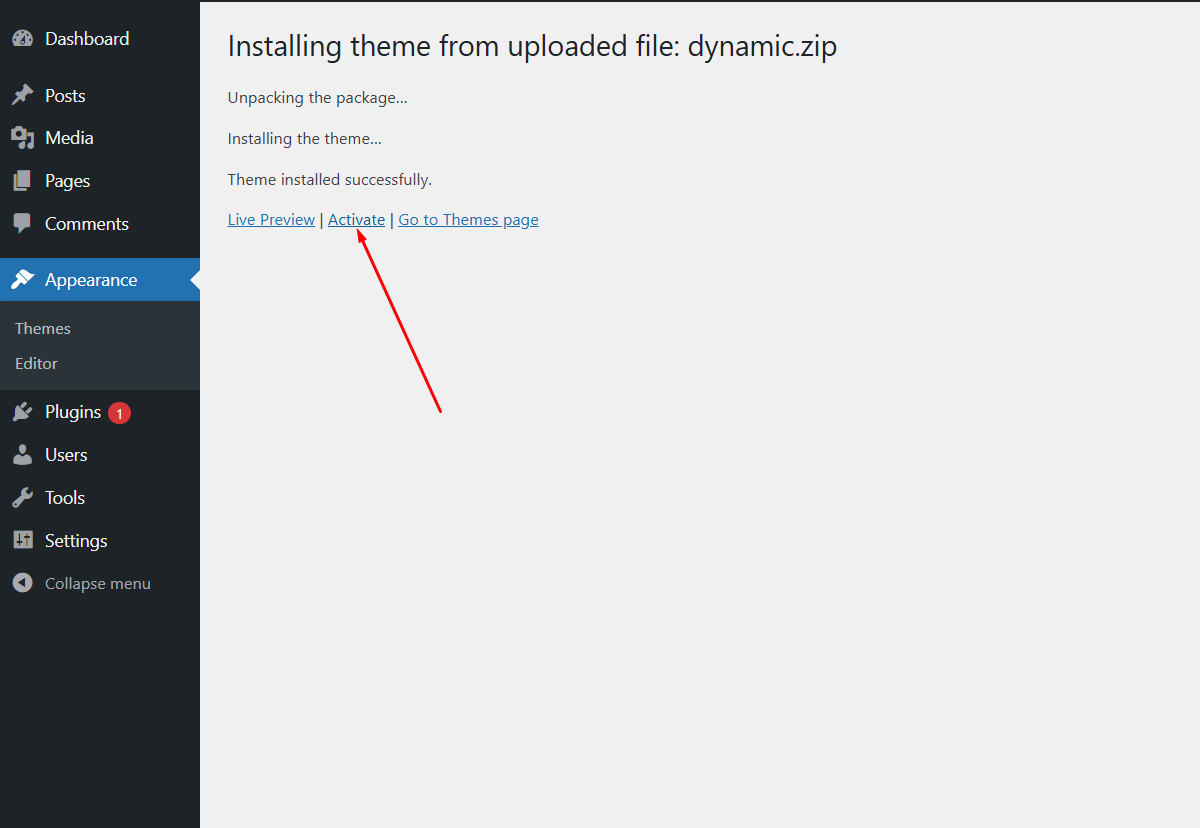 Dashboard
Posts
Media
Pages
Comments
Appearance
Themes
Editor
Plugins 1
Users
Tools
Settings
Collapse menu
Installing theme from uploaded file: dynamic.zip
Unpacking the package…
Installing the theme…
Theme installed successfully.
Live Preview | Activate | Go to Themes page